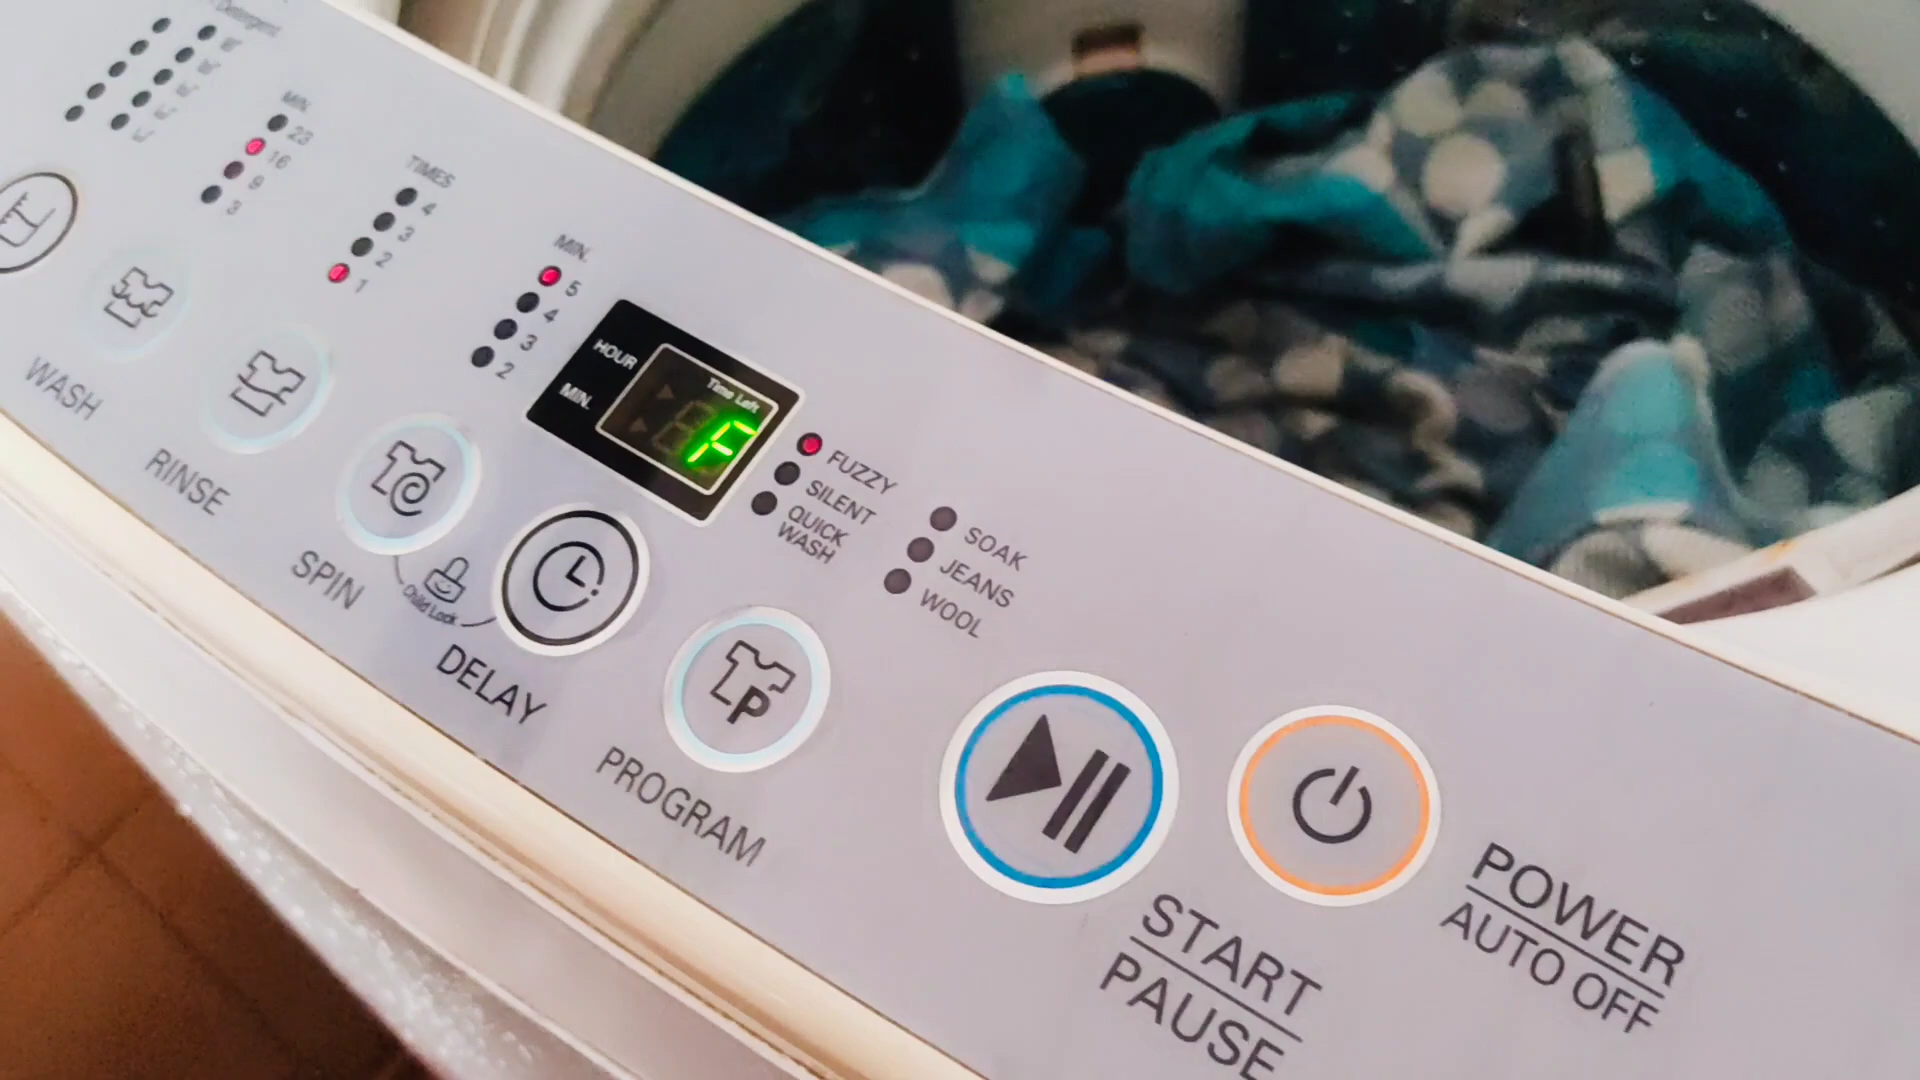 Detergent
MIN.
23
16
9
3
TIMES
4
3
2
1
MIN.
5
4
3
2
HOUR
MIN.
Time Left
F
FUZZY
SILENT
QUICK
WASH
SOAK
JEANS
WOOL
WASH
RINSE
SPIN
Child Lock
DELAY
PROGRAM
P
START
PAUSE
POWER
AUTO OFF